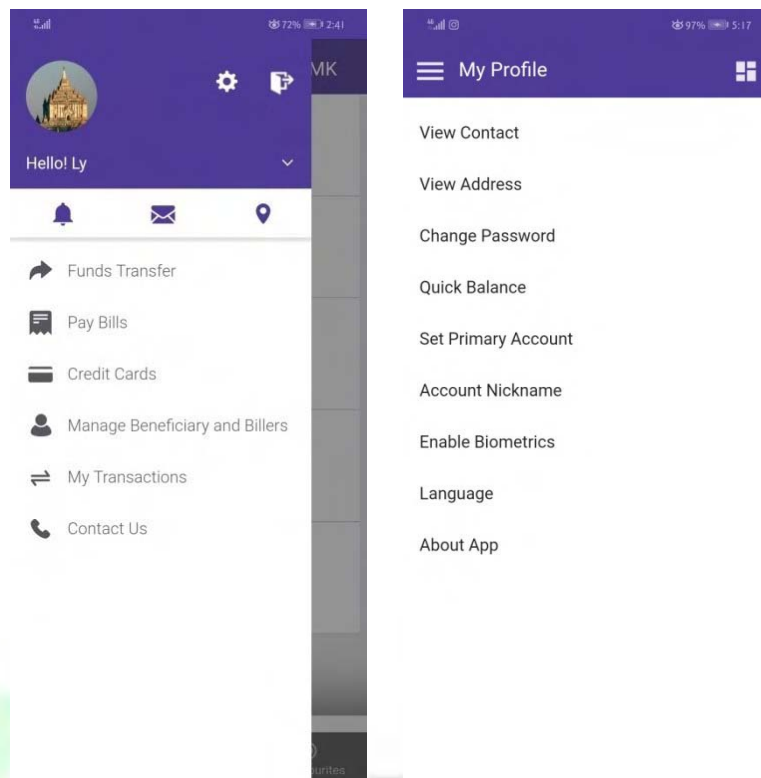 72% 2:41
MK
Hello! Ly
Funds Transfer
Pay Bills
Credit Cards
Manage Beneficiary and Billers
My Transactions
Contact Us
urites
97% 5:17
My Profile
View Contact
View Address
Change Password
Quick Balance
Set Primary Account
Account Nickname
Enable Biometrics
Language
About App